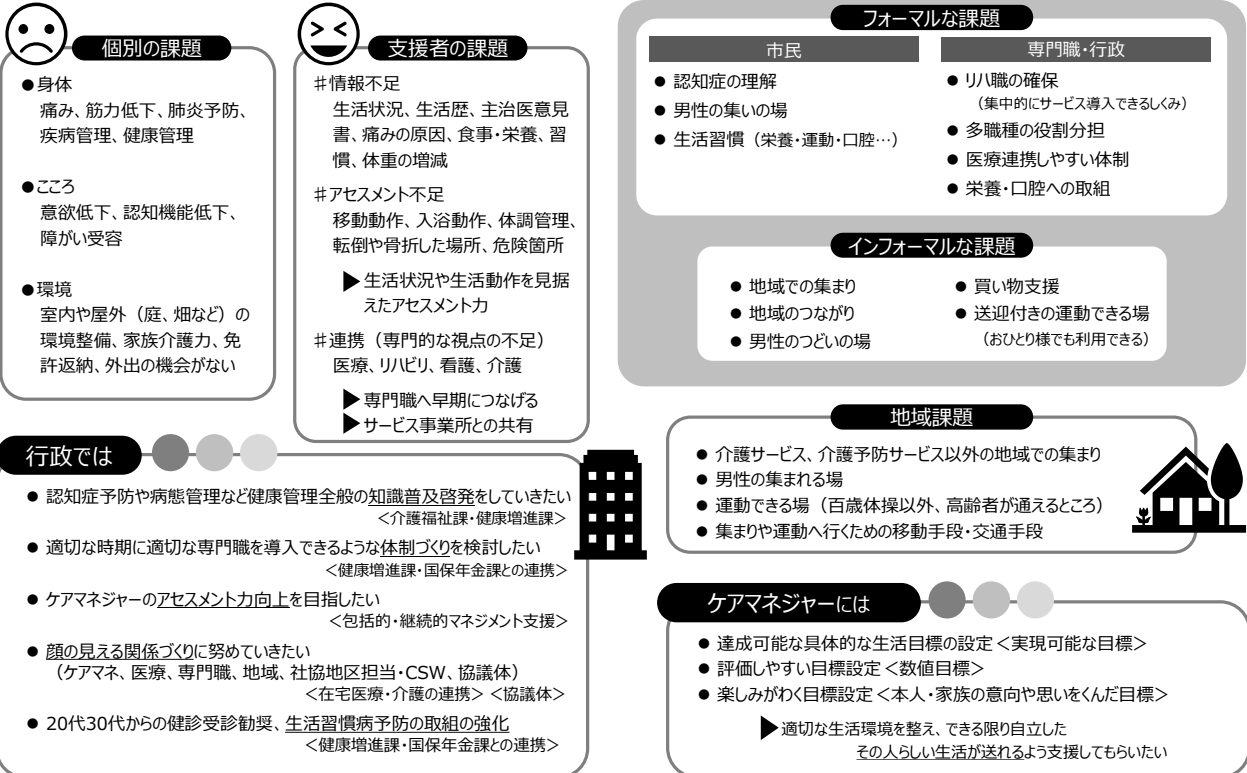 個別の課題
●身体
痛み、筋力低下、肺炎予防、
疾病管理、健康管理
●こころ
意欲低下、認知機能低下、
障がい受容
●環境
室内や屋外（庭、畑など）の
環境整備、家族介護力、免
許返納、外出の機会がない
支援者の課題
＃情報不足
生活状況、生活歴、主治医意見
書、痛みの原因、食事・栄養、習
慣、体重の増減
＃アセスメント不足
移動動作、入浴動作、体調管理、
転倒や骨折した場所、危険箇所
▶生活状況や生活動作を見据
えたアセスメント力
＃連携（専門的な視点の不足）
医療、リハビリ、看護、介護
▶専門職へ早期につなげる
▶サービス事業所との共有
フォーマルな課題
市民
● 認知症の理解
● 男性の集いの場
● 生活習慣（栄養・運動・口腔…）
専門職・行政
● リハ職の確保
（集中的にサービス導入できるしくみ）
● 多職種の役割分担
● 医療連携しやすい体制
● 栄養・口腔への取組
インフォーマルな課題
● 地域での集まり
● 地域のつながり
● 男性のつどいの場
● 買い物支援
● 送迎付きの運動できる場
（おひとり様でも利用できる）
地域課題
● 介護サービス、介護予防サービス以外の地域での集まり
● 男性の集まれる場
● 運動できる場（百歳体操以外、高齢者が通えるところ）
● 集まりや運動へ行くための移動手段・交通手段
行政では
● 認知症予防や病態管理など健康管理全般の知識普及啓発をしていきたい
＜介護福祉課・健康増進課＞
● 適切な時期に適切な専門職を導入できるような体制づくりを検討したい
＜健康増進課・国保年金課との連携＞
● ケアマネジャーのアセスメント力向上を目指したい
＜包括的・継続的マネジメント支援＞
● 顔の見える関係づくりに努めていきたい
（ケアマネ、医療、専門職、地域、社協地区担当・CSW、協議体）
＜在宅医療・介護の連携＞ ＜協議体＞
● 20代30代からの健診受診勧奨、生活習慣病予防の取組の強化
＜健康増進課・国保年金課との連携＞
ケアマネジャーには
● 達成可能な具体的な生活目標の設定＜実現可能な目標＞
● 評価しやすい目標設定＜数値目標＞
● 楽しみがわく目標設定＜本人・家族の意向や思いをくんだ目標＞
▶適切な生活環境を整え、できる限り自立した
その人らしい生活が送れるよう支援してもらいたい